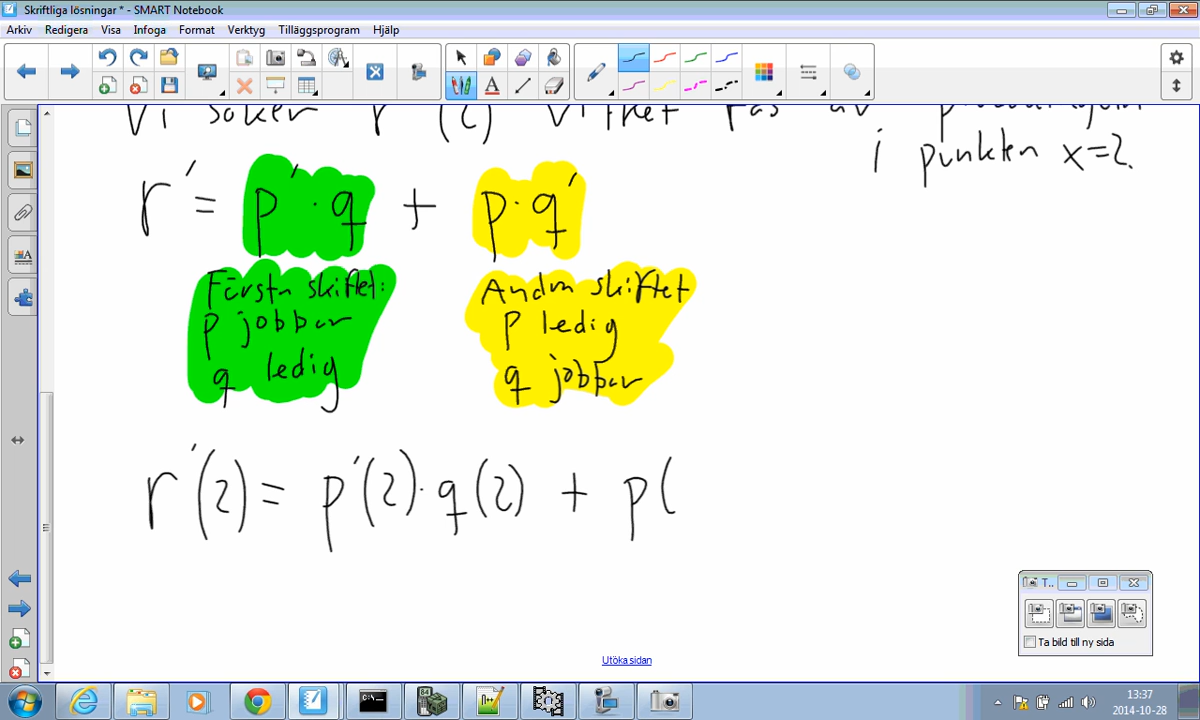 Skriftliga lösningar * - SMART Notebook
Arkiv Redigera Visa Infoga Format Verktyg Tilläggsprogram Hjälp
Vi söker r (2) vilket fås av
i punkten x=2.
r' = p' · q + p · q'
Första skiftet:
p jobbar
q ledig
Andra skiftet
p ledig
q jobbar
r'(2) = p'(2) · q(2) + p(
T..
Ta bild till ny sida
Utöka sidan
13:37
2014-10-28